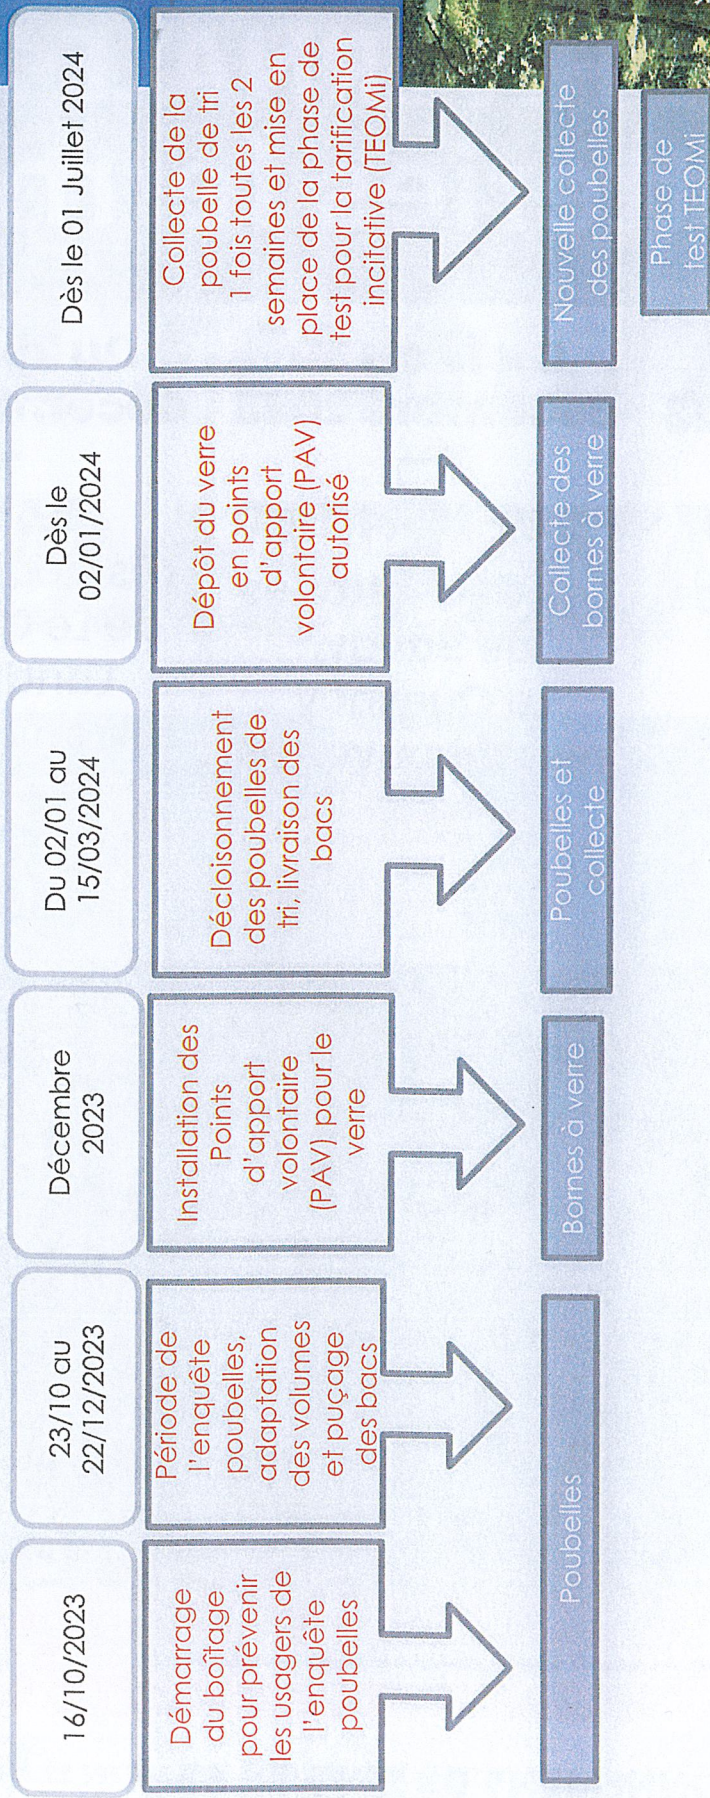 16/10/2023
Démarrage
du boîtage
pour prévenir
les usagers de
l'enquête
poubelles
23/10 au
22/12/2023
Période de
l'enquête
poubelles,
adaptation
des volumes
et puçage
des bacs
Poubelles
Décembre
2023
Installation des
Points
d'apport
volontaire
(PAV) pour le
verre
Bornes à verre
Du 02/01 au
15/03/2024
Décloisonnement
des poubelles de
tri, livraison des
bacs
Poubelles et
collecte
Dès le
02/01/2024
Dépôt du verre
en points
d'apport
volontaire (PAV)
autorisé
Collecte des
bornes à verre
Dès le 01 Juillet 2024
Collecte de la
poubelle de tri
1 fois toutes les 2
semaines et mise en
place de la phase de
test pour la tarification
incitative (TEOMi)
Nouvelle collecte
des poubelles
Phase de
test TEOMI